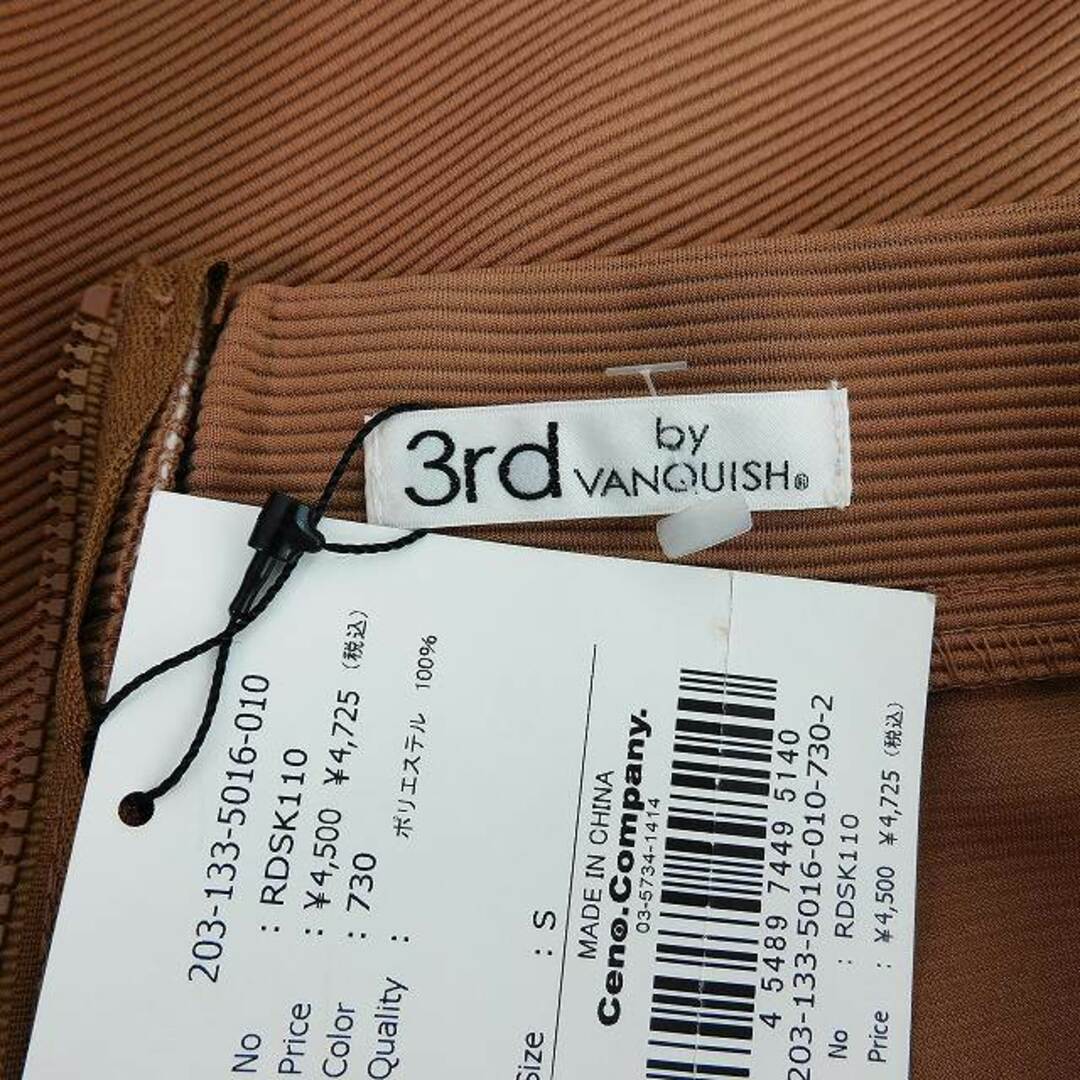 3rd by VANQUISH®
203-133-5016-010
No : RDSK110
Price : ¥4,500 ¥4,725 (税込)
Color : 730
Quality : ポリエステル 100%
Size : S
MADE IN CHINA
Ceno.Company.
03-5734-1414
4 5489 7449 5140
203-133-5016-010-730-2
No : RDSK110
Price : ¥4,500 ¥4,725 (税込)